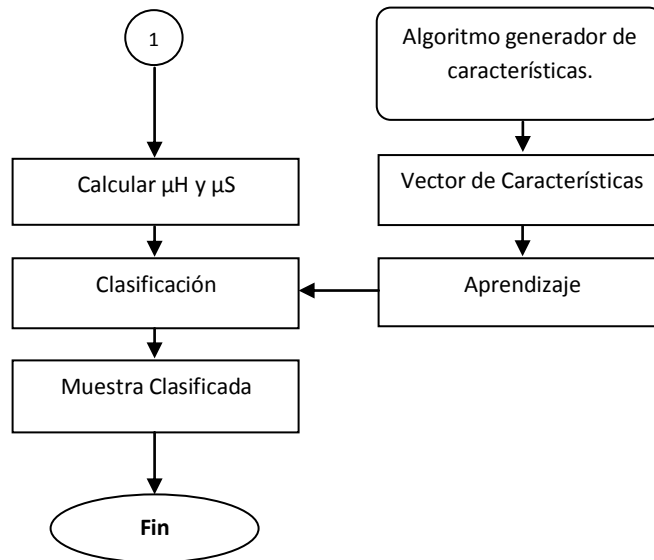 1
Algoritmo generador de
características.
Calcular µH y µS
Vector de Características
Clasificación
Aprendizaje
Muestra Clasificada
Fin